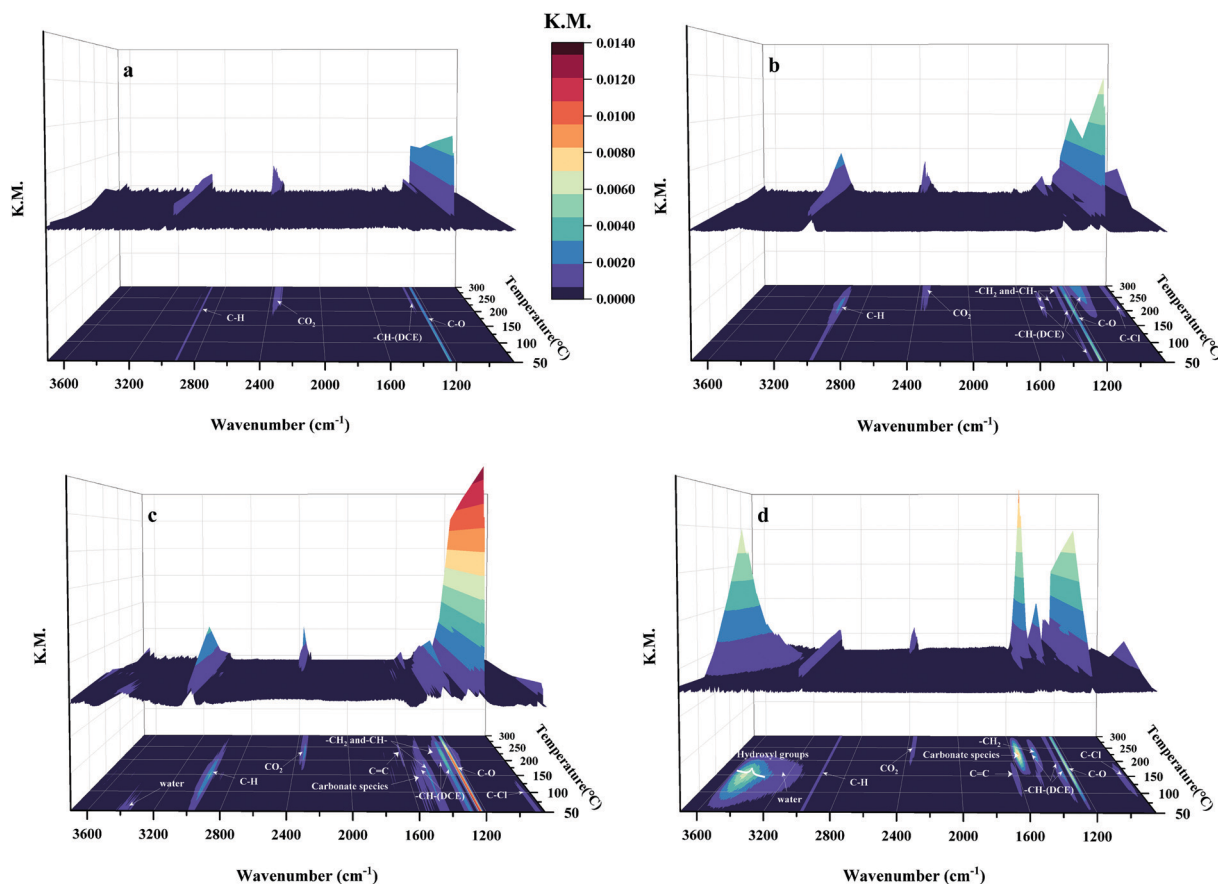 a
K.M.
3600 3200 2800 2400 2000 1600 1200
Wavenumber (cm⁻¹)
300
250
200
150
100
50
Temperature(°C)
C-H
CO₂
-CH-(DCE)
C-O
K.M.
0.0140
0.0120
0.0100
0.0080
0.0060
0.0040
0.0020
0.0000
b
K.M.
3600 3200 2800 2400 2000 1600 1200
Wavenumber (cm⁻¹)
300
250
200
150
100
50
Temperature(°C)
C-H
CO₂
-CH₂ and-CH-
-CH-(DCE)
C-O
C-Cl
c
K.M.
3600 3200 2800 2400 2000 1600 1200
Wavenumber (cm⁻¹)
300
250
200
150
100
50
Temperature(°C)
water
C-H
CO₂
-CH₂ and-CH-
C=C
Carbonate species
-CH-(DCE)
C-O
C-Cl
d
K.M.
3600 3200 2800 2400 2000 1600 1200
Wavenumber (cm⁻¹)
300
250
200
150
100
50
Temperature(°C)
Hydroxyl groups
water
C-H
CO₂
-CH₂
Carbonate species
C=C
-CH-(DCE)
C-Cl
C-O